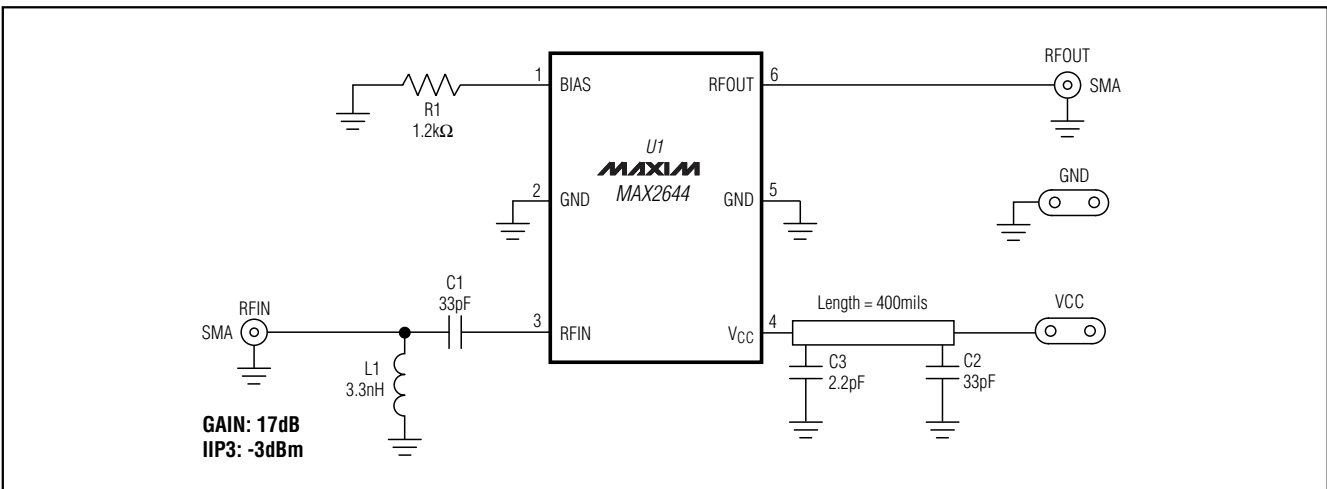 RFOUT
SMA
1
BIAS
RFOUT
6
R1
1.2kΩ
U1
MAXIM
MAX2644
GND
2
GND
GND
5
C1
33pF
Length = 400mils
VCC
RFIN
SMA
3
RFIN
VCC
4
L1
3.3nH
C3
2.2pF
C2
33pF
GAIN: 17dB
IIP3: -3dBm